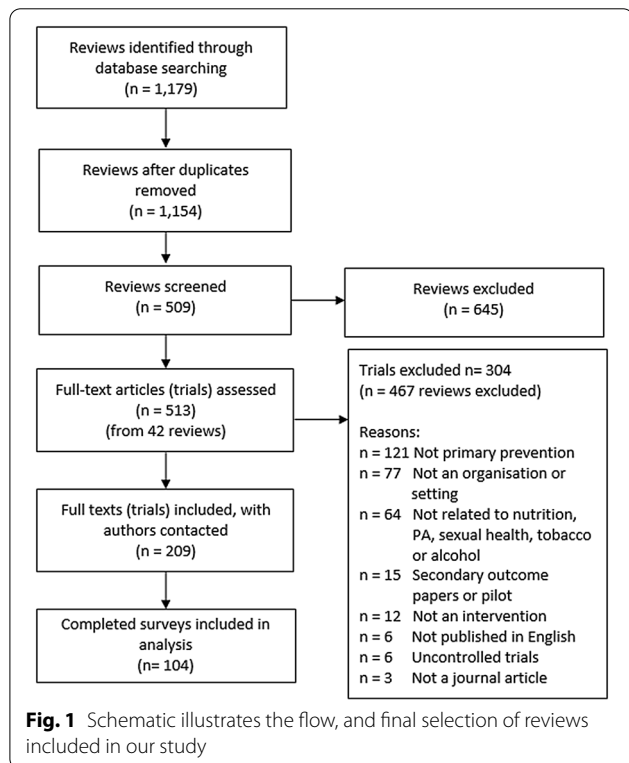 Reviews identified through
database searching
(n = 1,179)
Reviews after duplicates
removed
(n = 1,154)
Reviews screened
(n = 509)
Reviews excluded
(n = 645)
Full-text articles (trials) assessed
(n = 513)
(from 42 reviews)
Trials excluded n= 304
(n = 467 reviews excluded)
Reasons:
n = 121 Not primary prevention
n = 77 Not an organisation or
setting
n = 64 Not related to nutrition,
PA, sexual health, tobacco
or alcohol
n = 15 Secondary outcome
papers or pilot
n = 12 Not an intervention
n = 6 Not published in English
n = 6 Uncontrolled trials
n = 3 Not a journal article
Full texts (trials) included, with
authors contacted
(n = 209)
Completed surveys included in
analysis
(n= 104)
Fig. 1 Schematic illustrates the flow, and final selection of reviews
included in our study